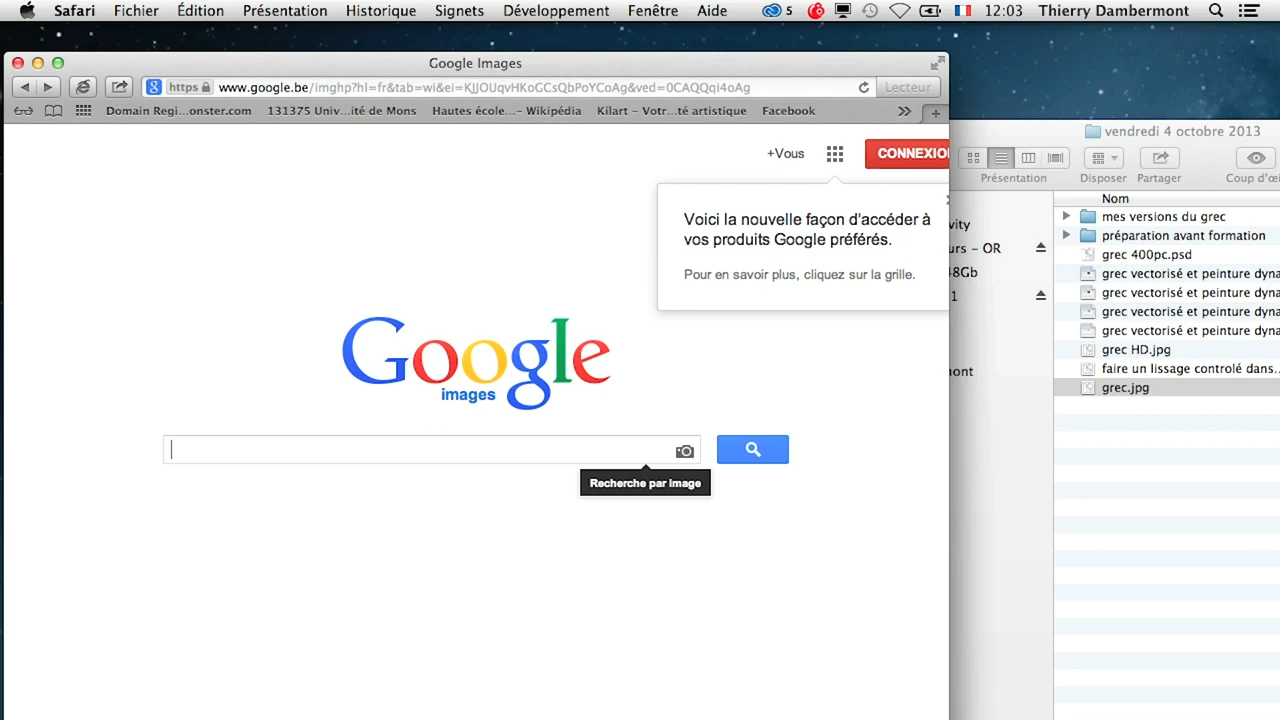 Safari Fichier Édition Présentation Historique Signets Développement Fenêtre Aide 5 12:03 Thierry Dambermont
Google Images
https www.google.be/imghp?hl=fr&tab=wi&ei=KJJOUqvHKoGCsQbPoYCoAg&ved=0CAQQqi4oAg Lecteur
Domain Regi...onster.com 131375 Univ...ité de Mons Hautes école...– Wikipédia Kilart – Votr...té artistique Facebook
+Vous CONNEXIO
Voici la nouvelle façon d'accéder à
vos produits Google préférés.
Pour en savoir plus, cliquez sur la grille.
Google
images
Recherche par image
vendredi 4 octobre 2013
Présentation Disposer Partager Coup d'œi
Nom
vity
urs – OR
48Gb
1
nont
mes versions du grec
préparation avant formation
grec 400pc.psd
grec vectorisé et peinture dyna
grec vectorisé et peinture dyna
grec vectorisé et peinture dyna
grec vectorisé et peinture dyna
grec HD.jpg
faire un lissage controlé dans...
grec.jpg